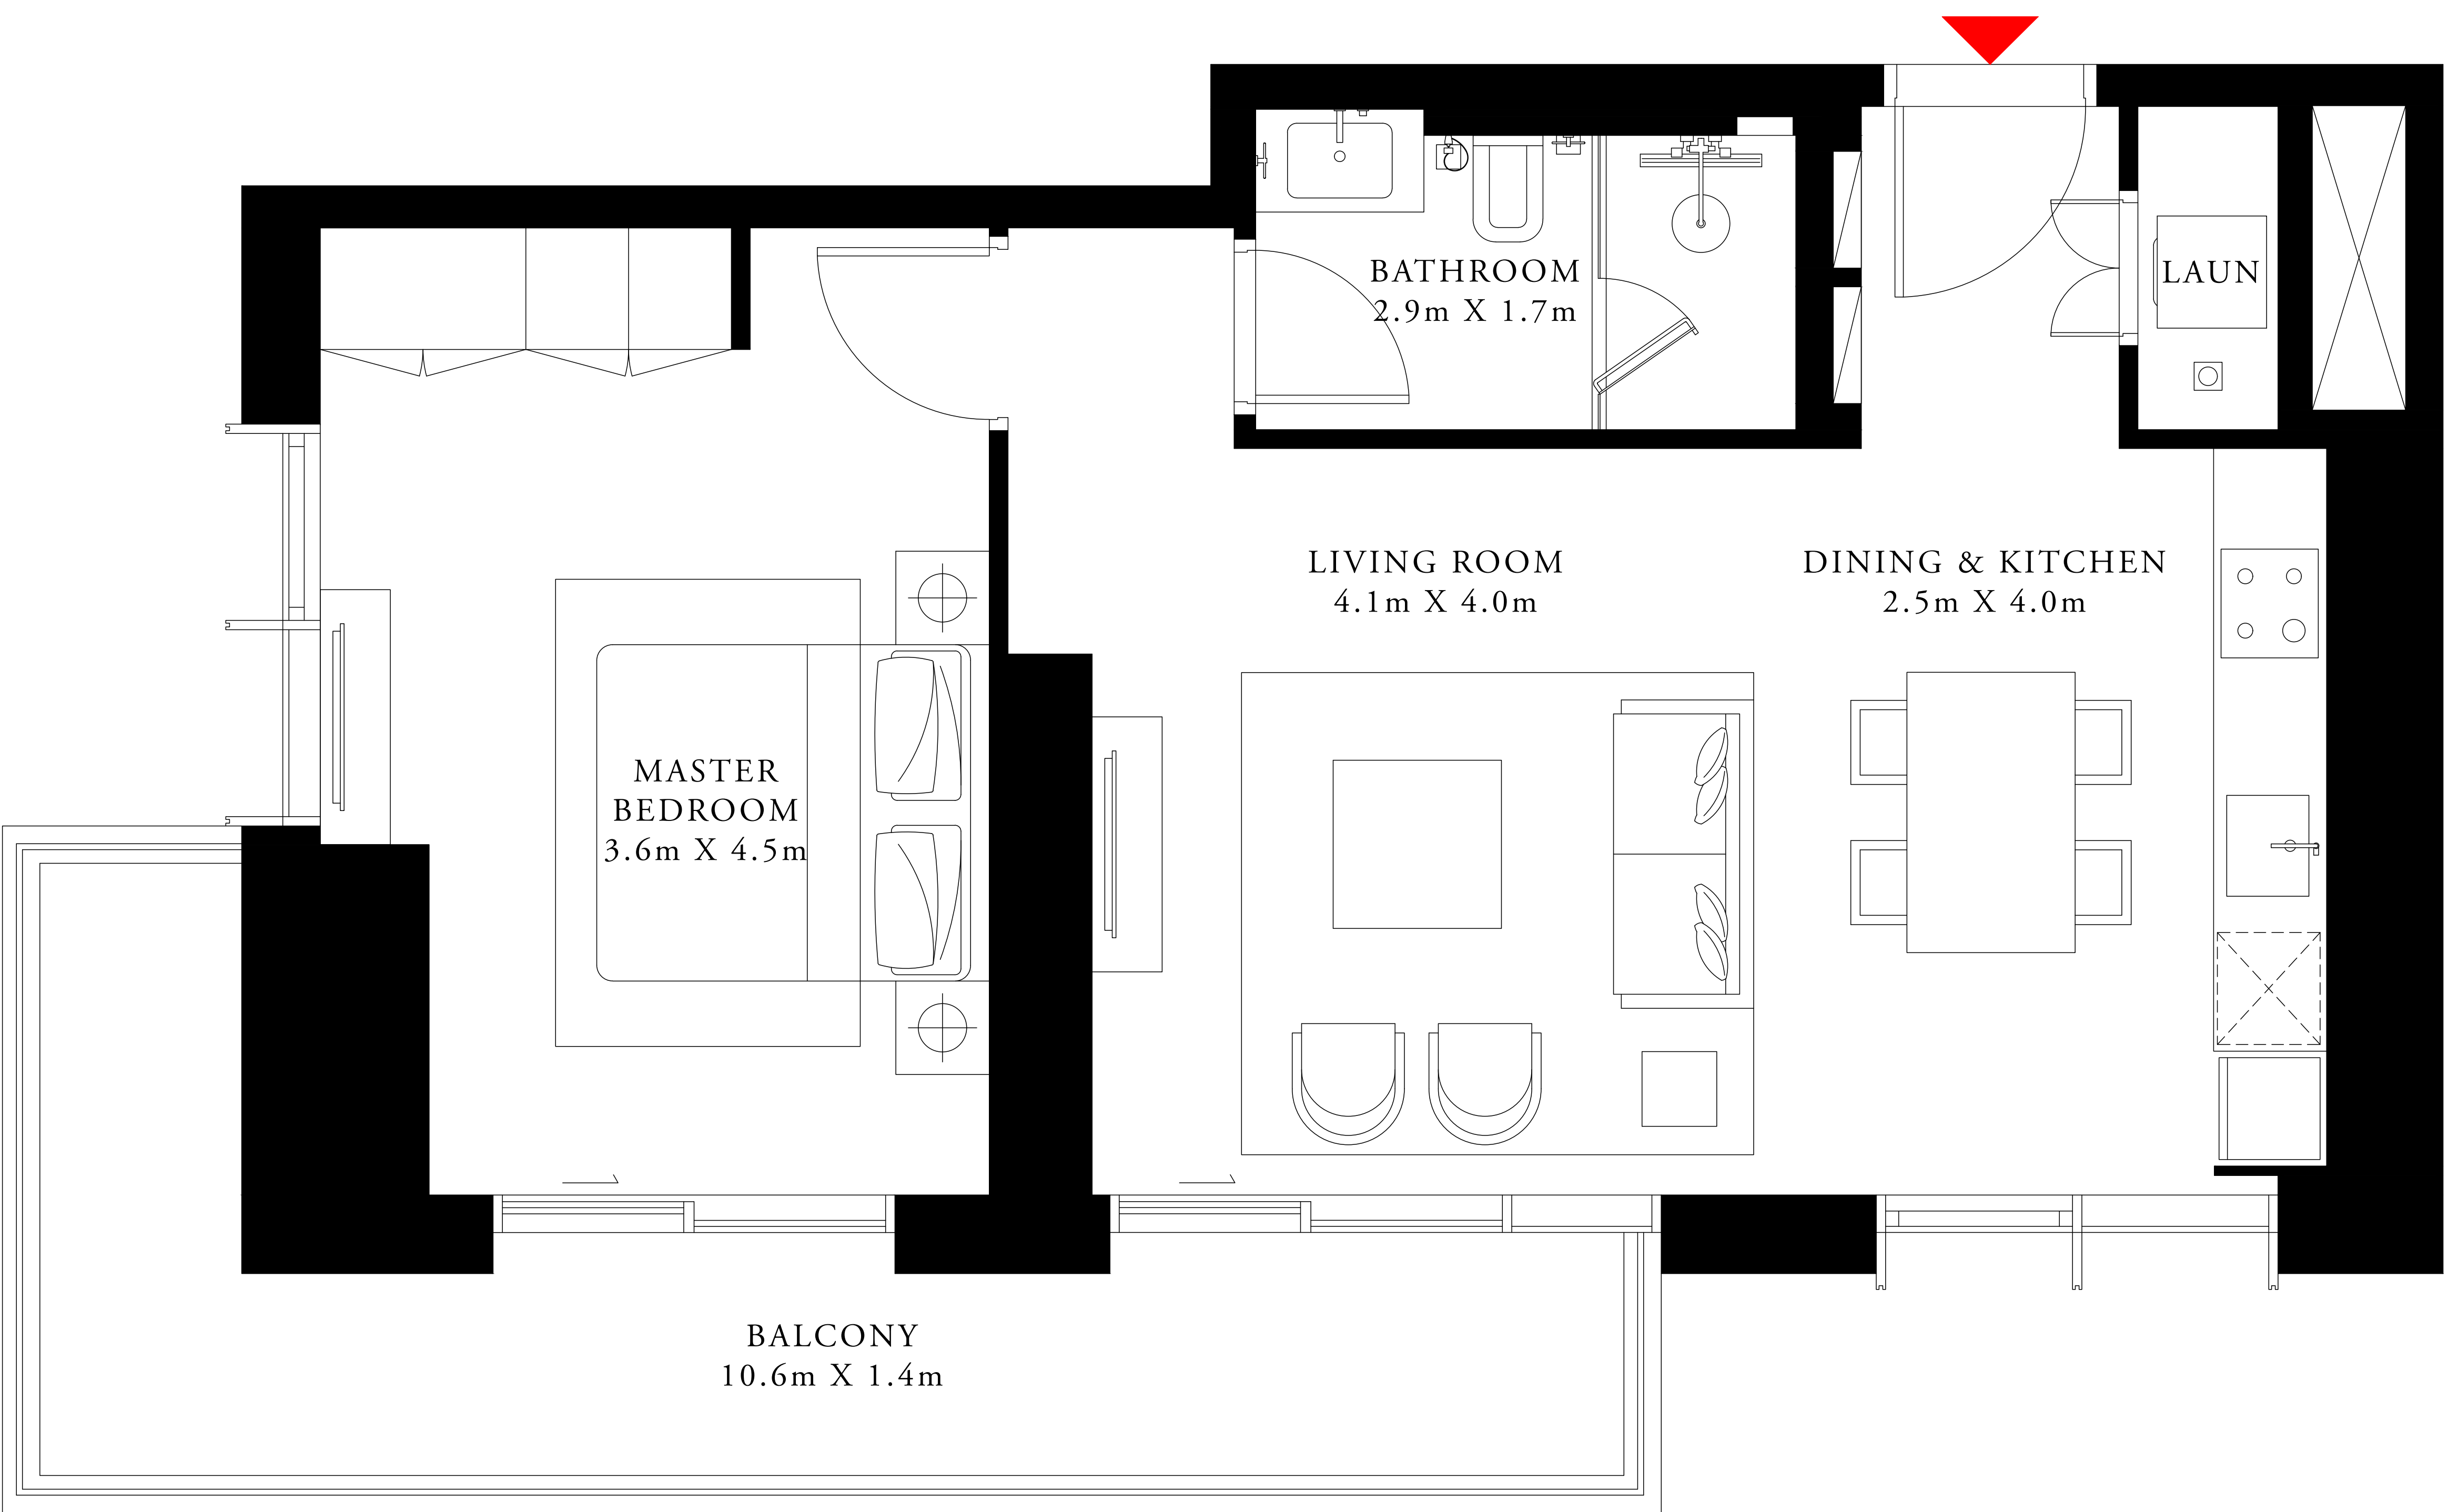 BATHROOM
2.9m X 1.7m
LAUN
LIVING ROOM
4.1m X 4.0m
DINING & KITCHEN
2.5m X 4.0m
MASTER
BEDROOM
3.6m X 4.5m
BALCONY
10.6m X 1.4m